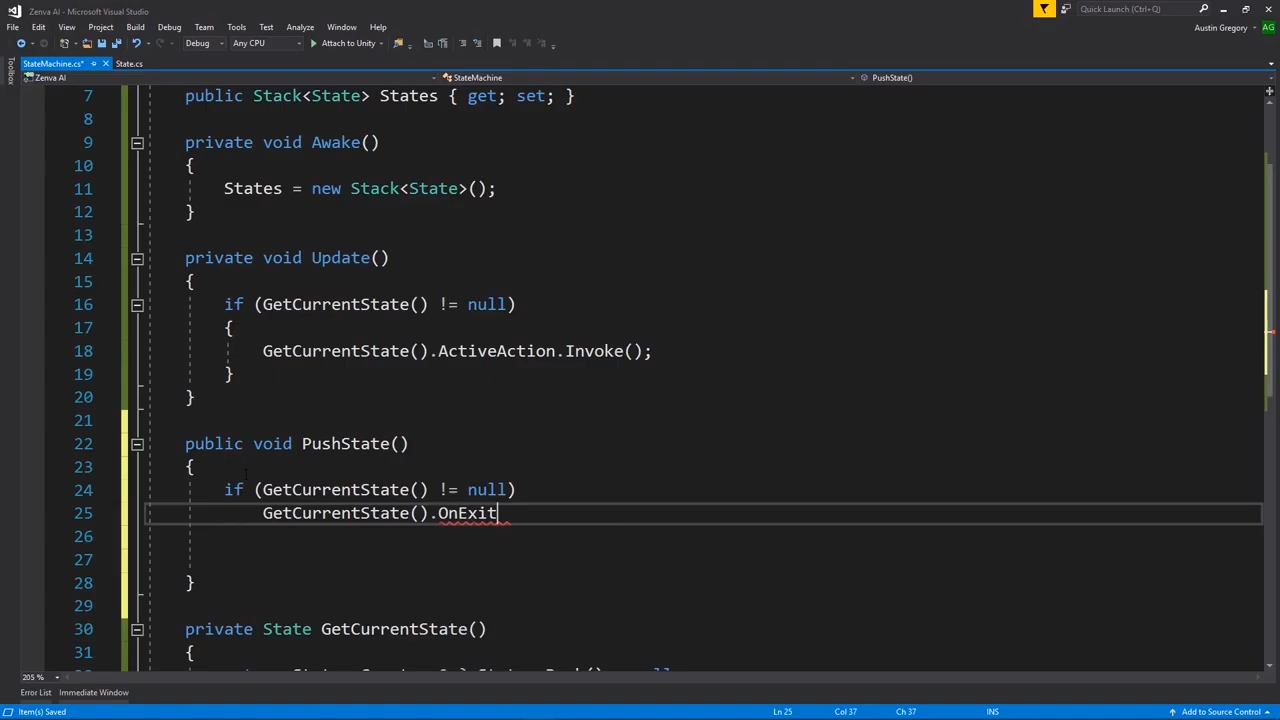 Zenva AI - Microsoft Visual Studio
Quick Launch (Ctrl+Q)
File Edit View Project Build Debug Team Tools Test Analyze Window Help
Austin Gregory AG
Debug Any CPU Attach to Unity
Toolbox
StateMachine.cs* State.cs
Zenva AI StateMachine PushState()
7 public Stack<State> States { get; set; }
8
9 private void Awake()
10 {
11 States = new Stack<State>();
12 }
13
14 private void Update()
15 {
16 if (GetCurrentState() != null)
17 {
18 GetCurrentState().ActiveAction.Invoke();
19 }
20 }
21
22 public void PushState()
23 {
24 if (GetCurrentState() != null)
25 GetCurrentState().OnExit
26
27
28 }
29
30 private State GetCurrentState()
31 {
205 %
Error List Immediate Window
Item(s) Saved Ln 25 Col 37 Ch 37 INS Add to Source Control